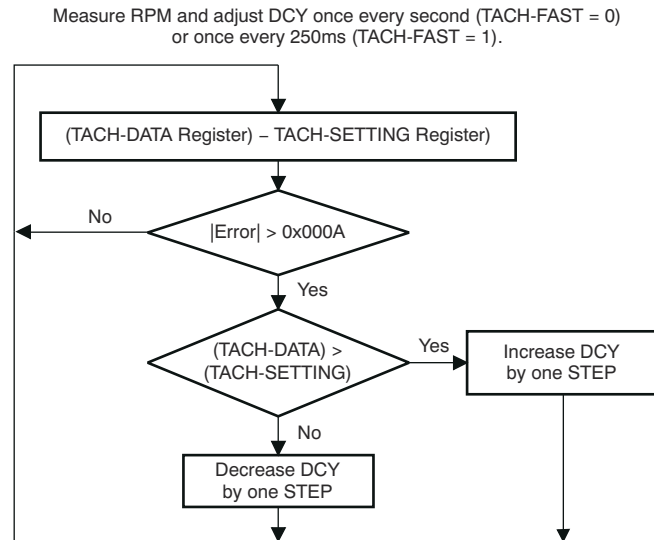 Measure RPM and adjust DCY once every second (TACH-FAST = 0)
or once every 250ms (TACH-FAST = 1).
(TACH-DATA Register) – TACH-SETTING Register)
No
|Error| > 0x000A
Yes
(TACH-DATA) >
(TACH-SETTING)
Yes
Increase DCY
by one STEP
No
Decrease DCY
by one STEP